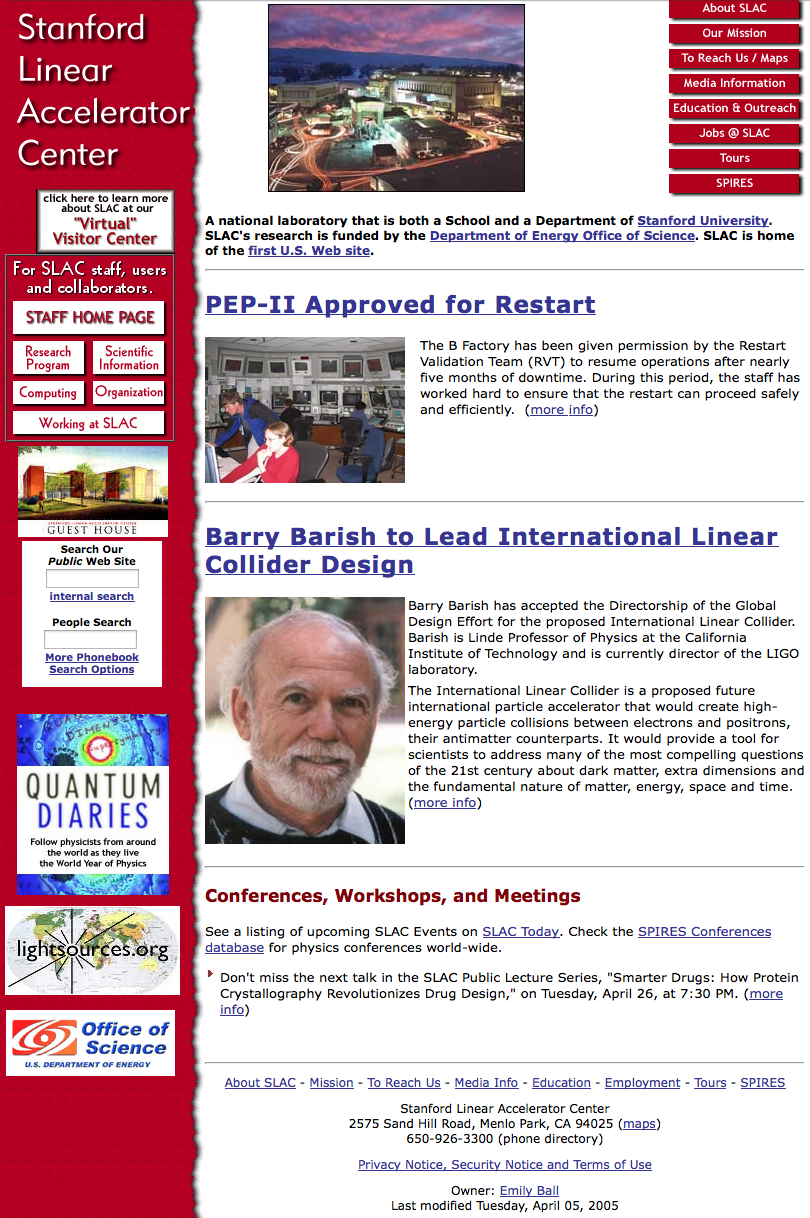 Stanford
Linear
Accelerator
Center
click here to learn more
about SLAC at our
"Virtual"
Visitor Center
For SLAC staff, users
and collaborators.
STAFF HOME PAGE
Research
Program
Scientific
Information
Computing
Organization
Working at SLAC
STANFORD LINEAR ACCELERATOR CENTER
GUEST HOUSE
Search Our
Public Web Site
internal search
People Search
More Phonebook
Search Options
DIMENSION
Supersymmetry
QUANTUM
DIARIES
Follow physicists from around
the world as they live
the World Year of Physics
lightsources.org
Office of
Science
U.S. DEPARTMENT OF ENERGY
About SLAC
Our Mission
To Reach Us / Maps
Media Information
Education & Outreach
Jobs @ SLAC
Tours
SPIRES
A national laboratory that is both a School and a Department of Stanford University.
SLAC's research is funded by the Department of Energy Office of Science. SLAC is home
of the first U.S. Web site.
PEP-II Approved for Restart
The B Factory has been given permission by the Restart
Validation Team (RVT) to resume operations after nearly
five months of downtime. During this period, the staff has
worked hard to ensure that the restart can proceed safely
and efficiently. (more info)
Barry Barish to Lead International Linear
Collider Design
Barry Barish has accepted the Directorship of the Global
Design Effort for the proposed International Linear Collider.
Barish is Linde Professor of Physics at the California
Institute of Technology and is currently director of the LIGO
laboratory.
The International Linear Collider is a proposed future
international particle accelerator that would create high-
energy particle collisions between electrons and positrons,
their antimatter counterparts. It would provide a tool for
scientists to address many of the most compelling questions
of the 21st century about dark matter, extra dimensions and
the fundamental nature of matter, energy, space and time.
(more info)
Conferences, Workshops, and Meetings
See a listing of upcoming SLAC Events on SLAC Today. Check the SPIRES Conferences
database for physics conferences world-wide.
Don't miss the next talk in the SLAC Public Lecture Series, "Smarter Drugs: How Protein
Crystallography Revolutionizes Drug Design," on Tuesday, April 26, at 7:30 PM. (more
info)
About SLAC - Mission - To Reach Us - Media Info - Education - Employment - Tours - SPIRES
Stanford Linear Accelerator Center
2575 Sand Hill Road, Menlo Park, CA 94025 (maps)
650-926-3300 (phone directory)
Privacy Notice, Security Notice and Terms of Use
Owner: Emily Ball
Last modified Tuesday, April 05, 2005